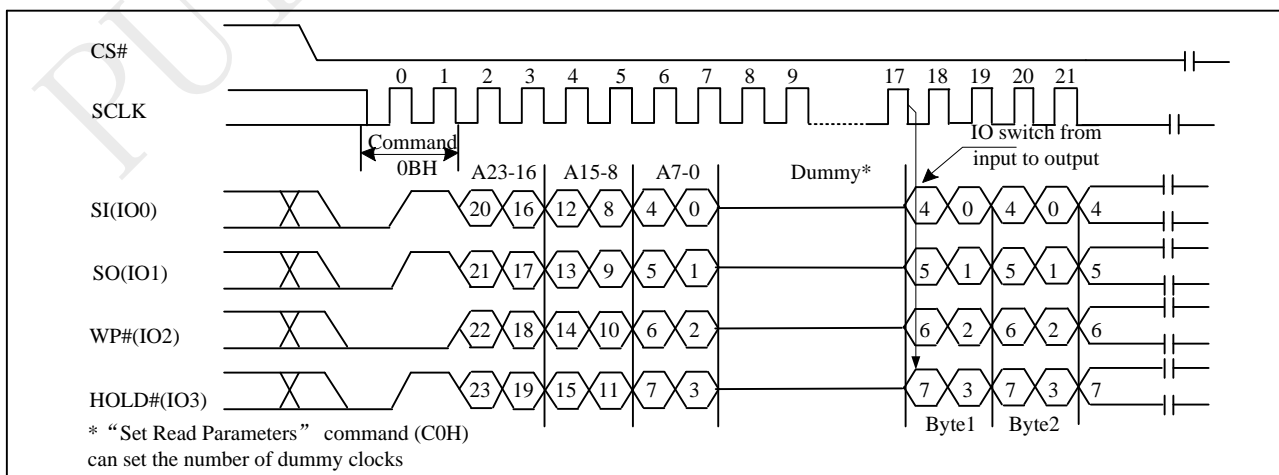 PU
CS#
0 1 2 3 4 5 6 7 8 9 17 18 19 20 21
SCLK
Command
0BH
IO switch from
input to output
A23-16 A15-8 A7-0 Dummy*
SI(IO0) 20 16 12 8 4 0 4 0 4 0 4
SO(IO1) 21 17 13 9 5 1 5 1 5 1 5
WP#(IO2) 22 18 14 10 6 2 6 2 6 2 6
HOLD#(IO3) 23 19 15 11 7 3 7 3 7 3 7
Byte1 Byte2
* “Set Read Parameters” command (C0H)
can set the number of dummy clocks